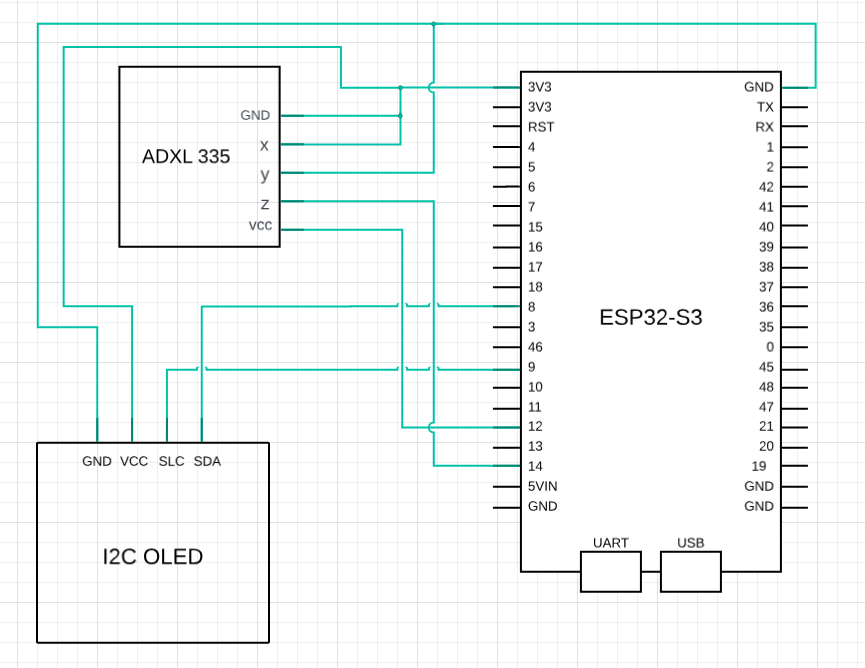 ADXL 335
GND
x
y
z
vcc
3V3
3V3
RST
4
5
6
7
15
16
17
18
8
3
46
9
10
11
12
13
14
5VIN
GND
ESP32-S3
GND
TX
RX
1
2
42
41
40
39
38
37
36
35
0
45
48
47
21
20
19
GND
GND
UART USB
GND VCC SLC SDA
I2C OLED